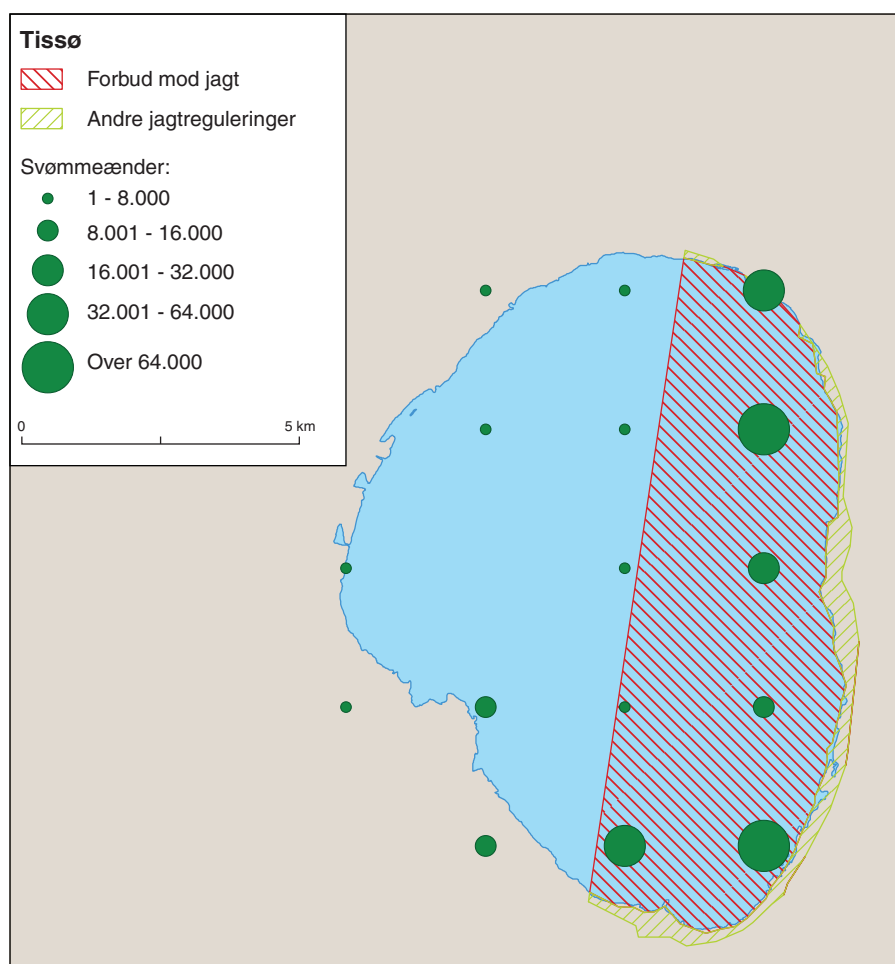 Tissø
Forbud mod jagt
Andre jagtreguleringer
Svømmeænder:
1 - 8.000
8.001 - 16.000
16.001 - 32.000
32.001 - 64.000
Over 64.000
0 5 km